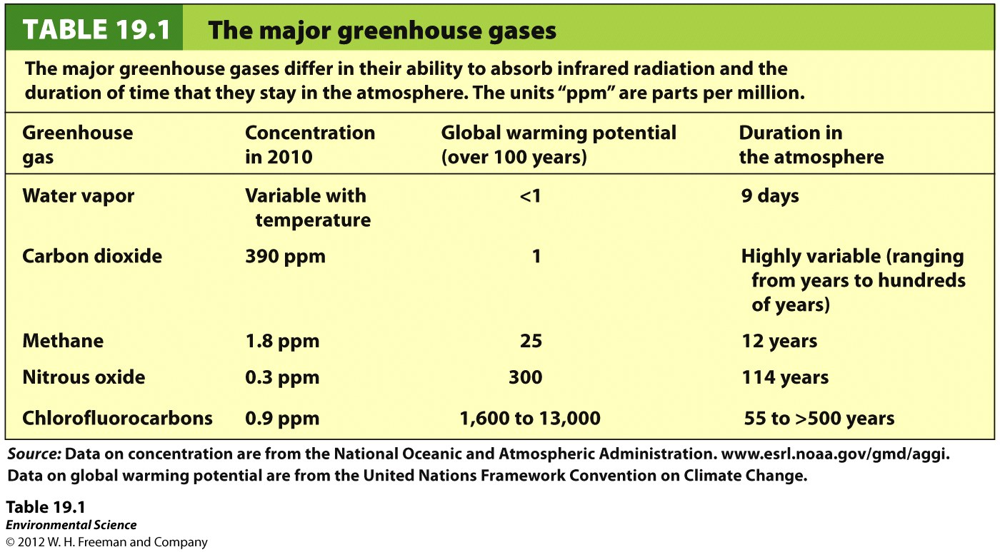 TABLE 19.1 The major greenhouse gases
The major greenhouse gases differ in their ability to absorb infrared radiation and the
duration of time that they stay in the atmosphere. The units “ppm” are parts per million.
Greenhouse gas Concentration in 2010 Global warming potential (over 100 years) Duration in the atmosphere
Water vapor Variable with temperature <1 9 days
Carbon dioxide 390 ppm 1 Highly variable (ranging from years to hundreds of years)
Methane 1.8 ppm 25 12 years
Nitrous oxide 0.3 ppm 300 114 years
Chlorofluorocarbons 0.9 ppm 1,600 to 13,000 55 to >500 years
Source: Data on concentration are from the National Oceanic and Atmospheric Administration. www.esrl.noaa.gov/gmd/aggi.
Data on global warming potential are from the United Nations Framework Convention on Climate Change.
Table 19.1
Environmental Science
© 2012 W. H. Freeman and Company